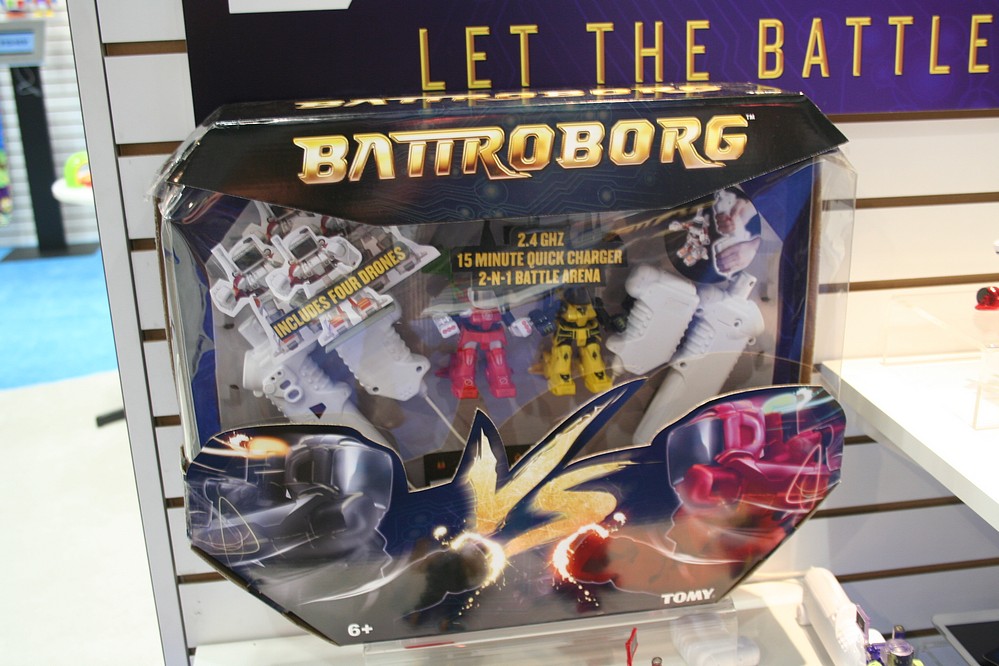 LET THE BATTLE
BATTROBORG
BATTROBORG™
INCLUDES FOUR DRONES
2.4 GHZ
15 MINUTE QUICK CHARGER
2-N-1 BATTLE ARENA
VS
6+
TOMY